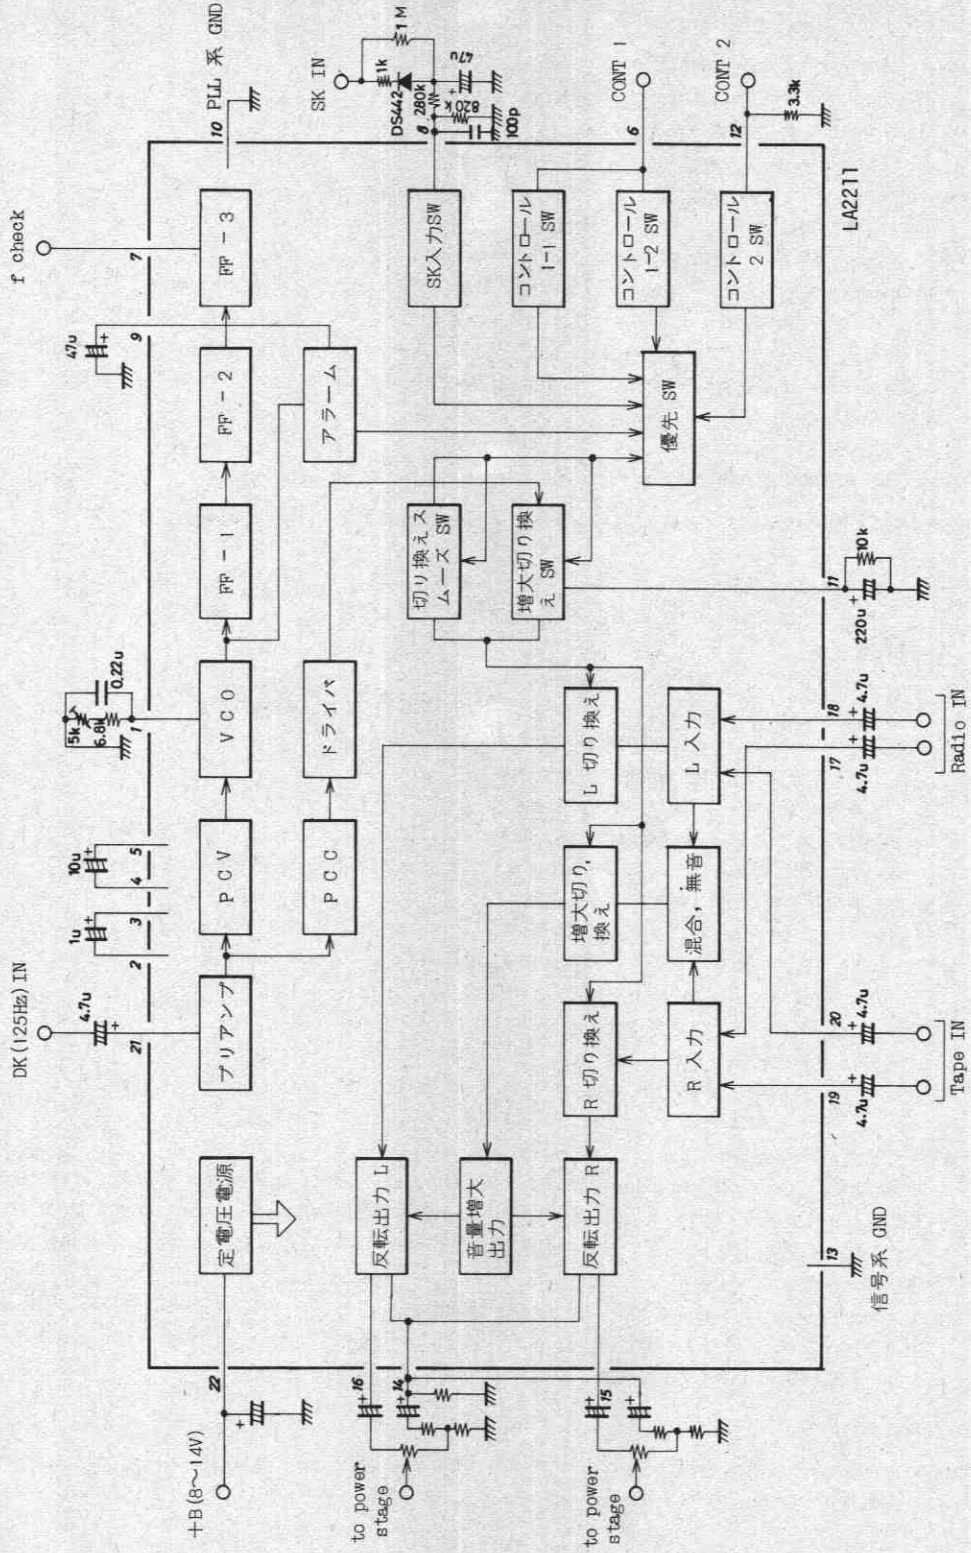 DK(125Hz)IN
4.7u
+
21
1u
+
2
3
10u
+
4
5
5k
6.8k
0.22u
1
47u
+
9
f check
7
10
PLL 系 GND
+B(8〜14V)
22
+
定電圧電源
プリアンプ
PCV
VCO
FF-1
FF-2
FF-3
PCC
ドライバ
アラーム
SK IN
1k
1M
DS442
280k
820k
+
47u
100p
8
SK入力SW
切り換えス
ムーズ SW
増大切り換
え SW
コントロール
1-1 SW
コントロール
1-2 SW
コントロール
2 SW
優先 SW
CONT 1
6
CONT 2
12
3.3k
LA2211
反転出力 L
音量増大
出力
反転出力 R
R 切り換え
増大切り,
換え
L 切り換え
R 入力
混合,無音
L 入力
to power
stage
+
16
+
14
to power
stage
+
15
+
13
信号系 GND
19
4.7u
+
20
4.7u
+
Tape IN
17
4.7u
+
18
4.7u
+
Radio IN
11
220u
+
10k